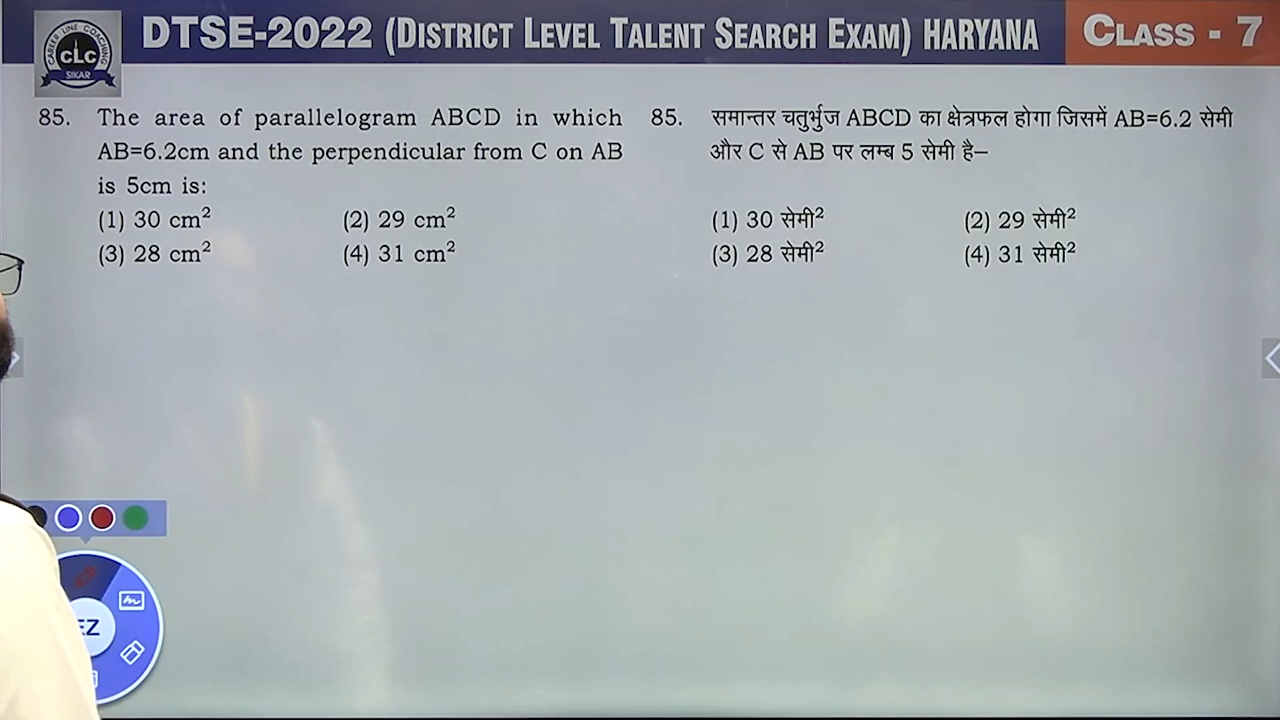 DTSE-2022 (DISTRICT LEVEL TALENT SEARCH EXAM) HARYANA
CLASS - 7
CAREER LINE COACHING
CLC
SIKAR
85. The area of parallelogram ABCD in which
AB=6.2cm and the perpendicular from C on AB
is 5cm is:
(1) 30 cm² (2) 29 cm²
(3) 28 cm² (4) 31 cm²
85. समान्तर चतुर्भुज ABCD का क्षेत्रफल होगा जिसमें AB=6.2 सेमी
और C से AB पर लम्ब 5 सेमी है–
(1) 30 सेमी² (2) 29 सेमी²
(3) 28 सेमी² (4) 31 सेमी²
EZ